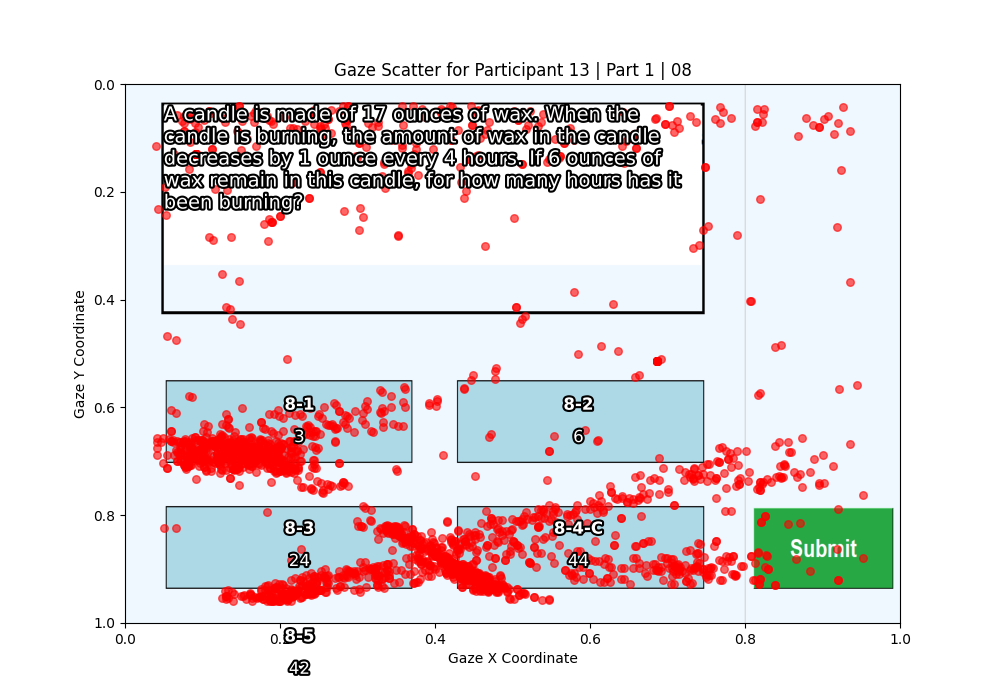 Gaze Scatter for Participant 13 | Part 1 | 08
A candle is made of 17 ounces of wax. When the
candle is burning, the amount of wax in the candle
decreases by 1 ounce every 4 hours. If 6 ounces of
wax remain in this candle, for how many hours has it
been burning?
8-1
3
8-2
6
8-3
24
8-4-C
44
Submit
8-5
42
Gaze Y Coordinate
0.0
0.2
0.4
0.6
0.8
1.0
0.0 0.2 0.4 0.6 0.8 1.0
Gaze X Coordinate